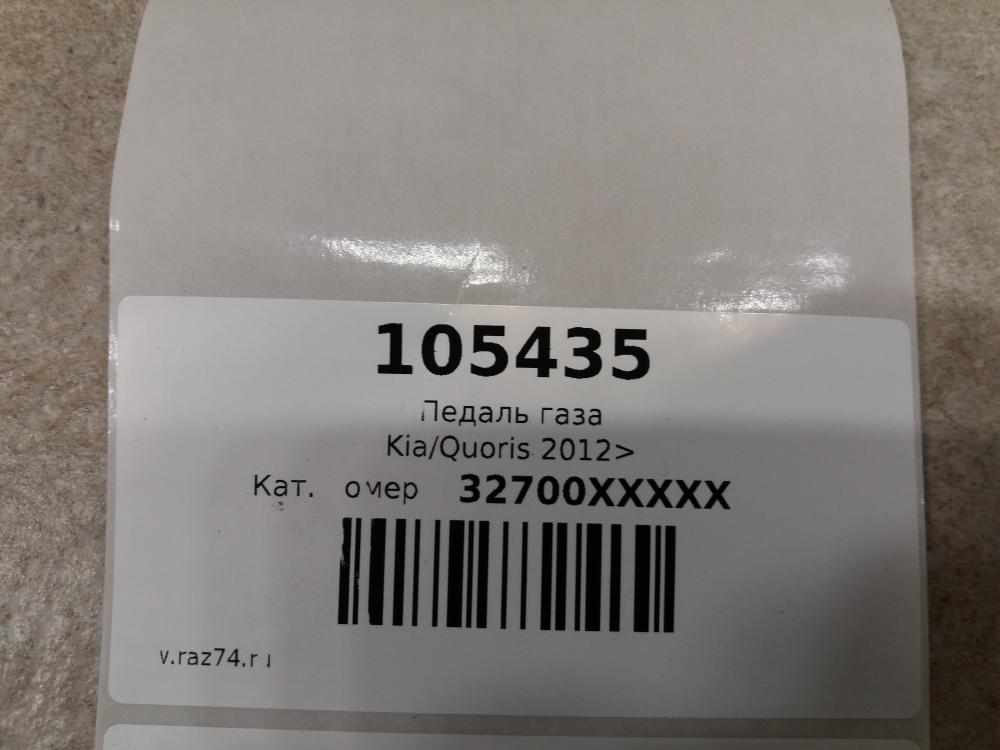 105435
Педаль газа
Kia/Quoris 2012>
Кат. омер 32700XXXXX
v.raz74.r